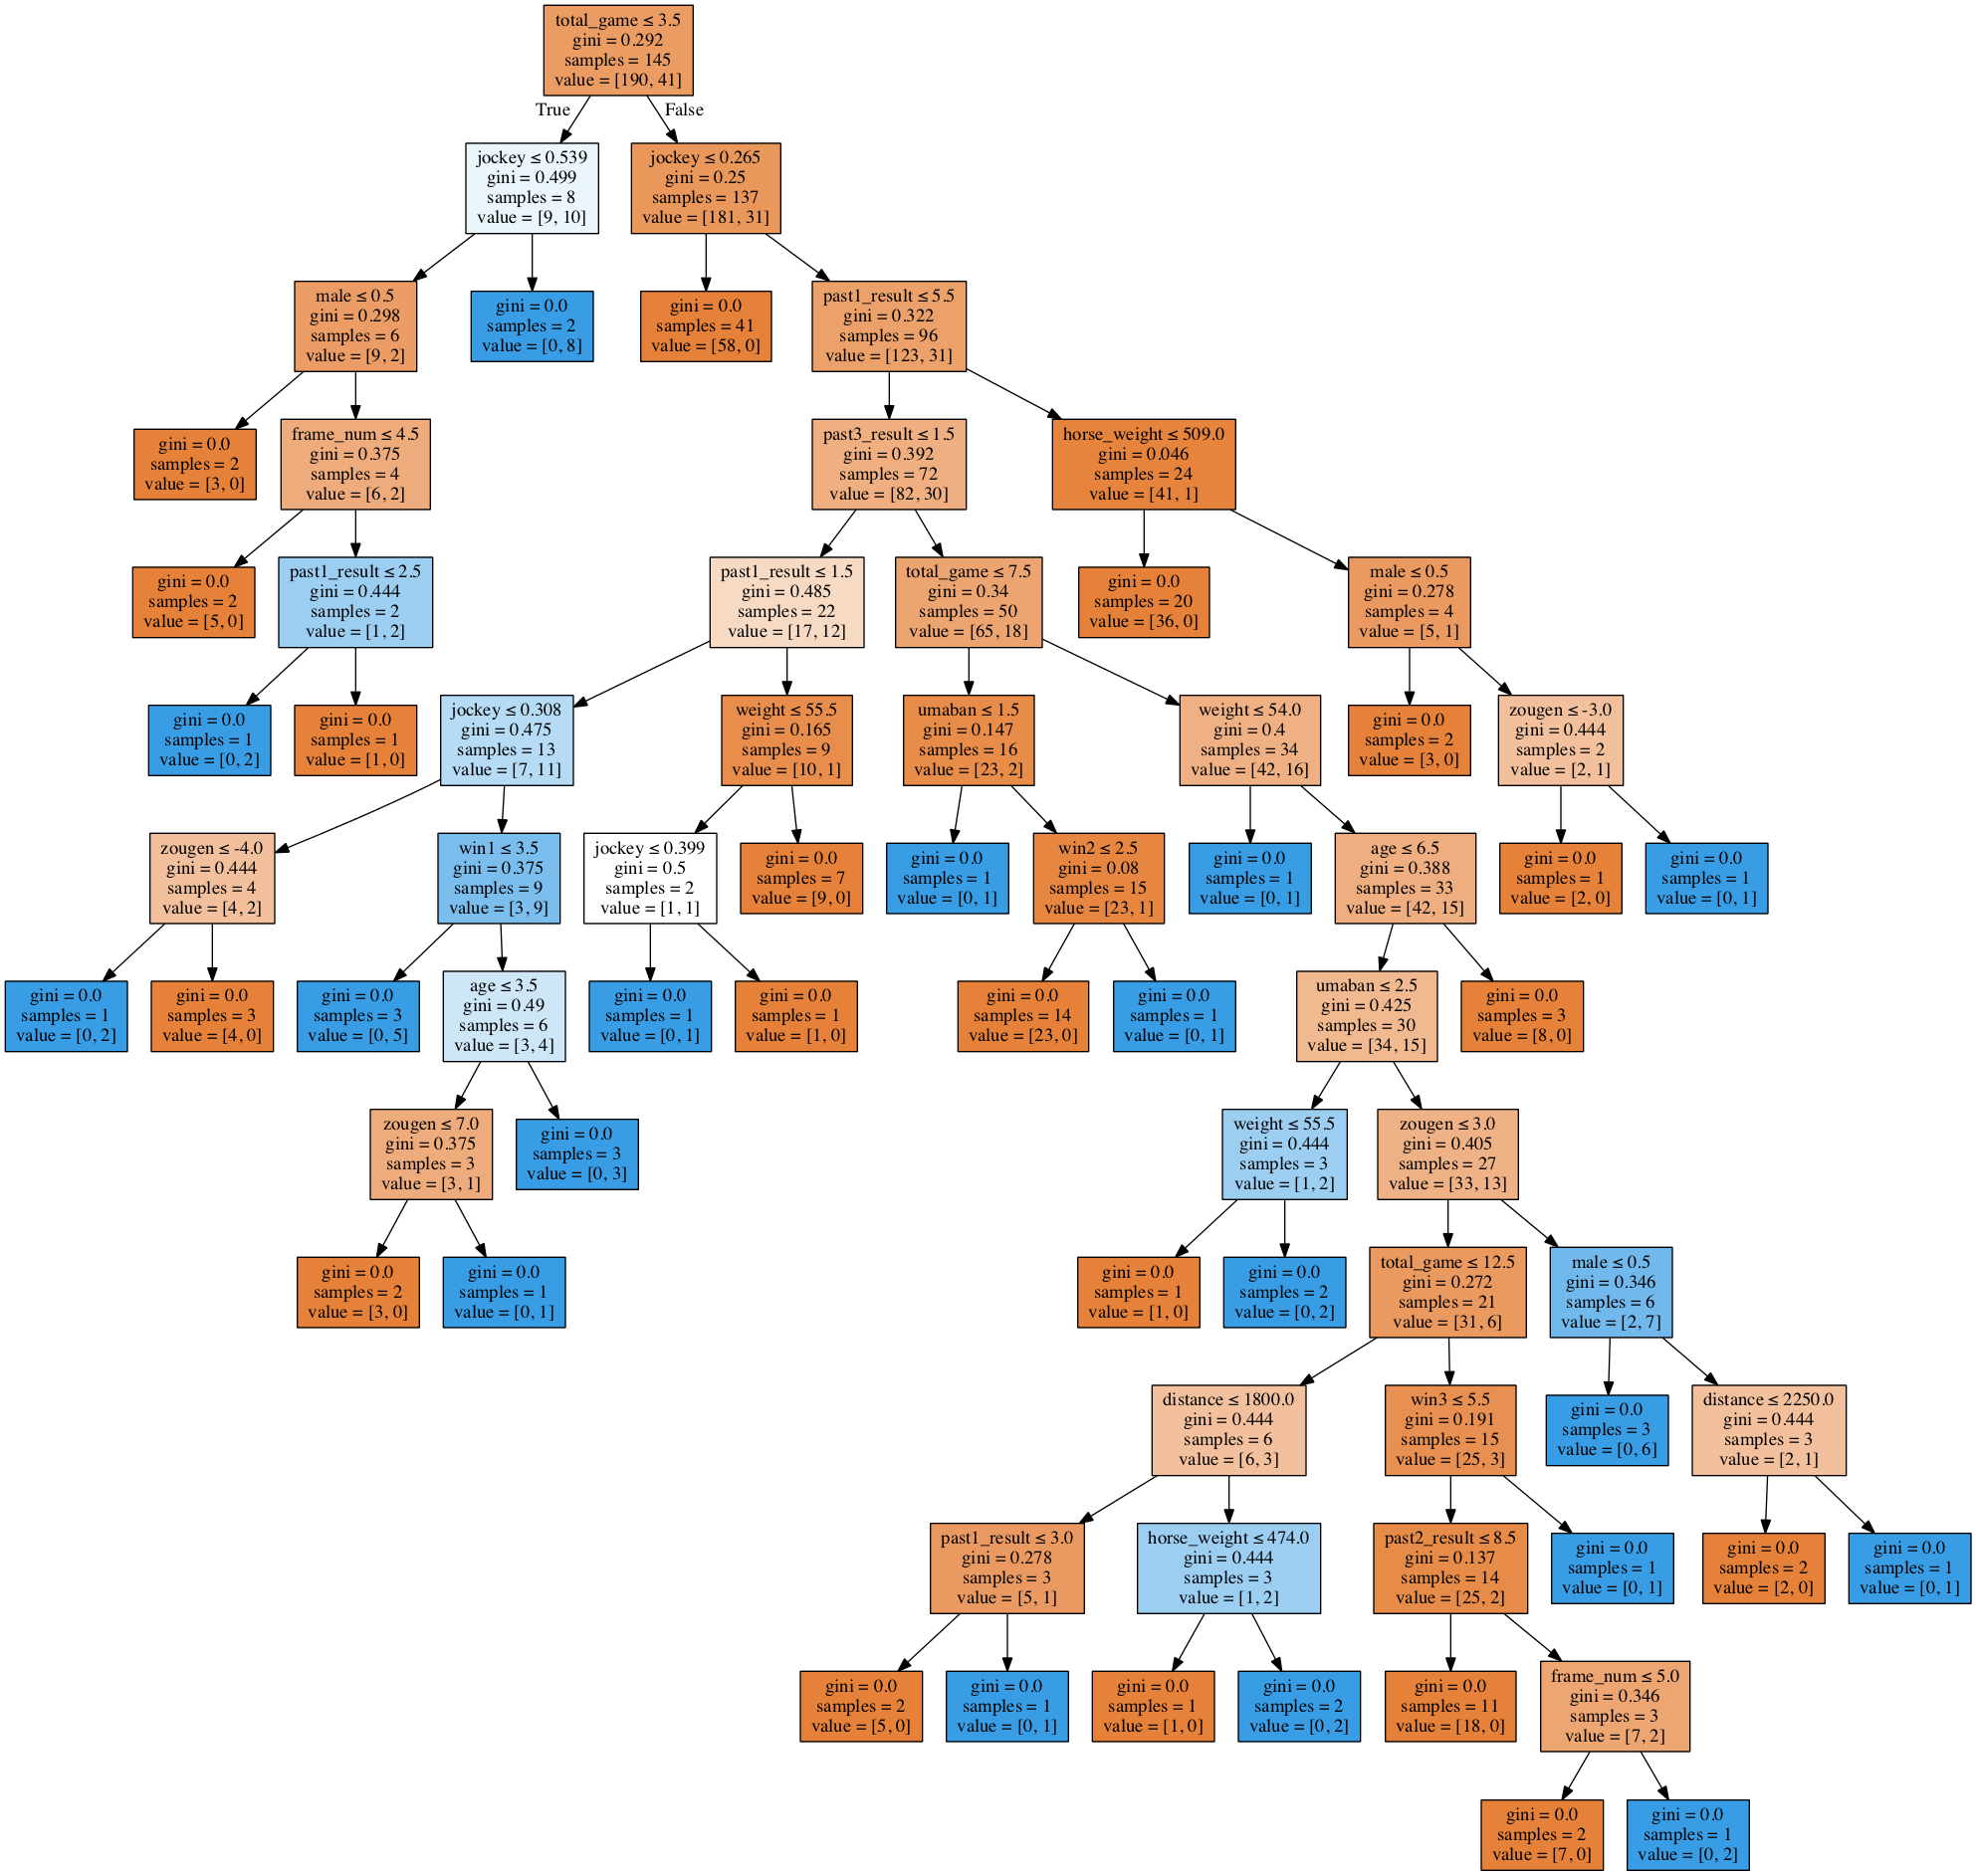 total_game ≤ 3.5
gini = 0.292
samples = 145
value = [190, 41]
True
False
jockey ≤ 0.539
gini = 0.499
samples = 8
value = [9, 10]
jockey ≤ 0.265
gini = 0.25
samples = 137
value = [181, 31]
male ≤ 0.5
gini = 0.298
samples = 6
value = [9, 2]
gini = 0.0
samples = 2
value = [0, 8]
gini = 0.0
samples = 41
value = [58, 0]
past1_result ≤ 5.5
gini = 0.322
samples = 96
value = [123, 31]
gini = 0.0
samples = 2
value = [3, 0]
frame_num ≤ 4.5
gini = 0.375
samples = 4
value = [6, 2]
past3_result ≤ 1.5
gini = 0.392
samples = 72
value = [82, 30]
horse_weight ≤ 509.0
gini = 0.046
samples = 24
value = [41, 1]
gini = 0.0
samples = 2
value = [5, 0]
past1_result ≤ 2.5
gini = 0.444
samples = 2
value = [1, 2]
past1_result ≤ 1.5
gini = 0.485
samples = 22
value = [17, 12]
total_game ≤ 7.5
gini = 0.34
samples = 50
value = [65, 18]
gini = 0.0
samples = 20
value = [36, 0]
male ≤ 0.5
gini = 0.278
samples = 4
value = [5, 1]
gini = 0.0
samples = 1
value = [0, 2]
gini = 0.0
samples = 1
value = [1, 0]
jockey ≤ 0.308
gini = 0.475
samples = 13
value = [7, 11]
weight ≤ 55.5
gini = 0.165
samples = 9
value = [10, 1]
umaban ≤ 1.5
gini = 0.147
samples = 16
value = [23, 2]
weight ≤ 54.0
gini = 0.4
samples = 34
value = [42, 16]
gini = 0.0
samples = 2
value = [3, 0]
zougen ≤ -3.0
gini = 0.444
samples = 2
value = [2, 1]
zougen ≤ -4.0
gini = 0.444
samples = 4
value = [4, 2]
win1 ≤ 3.5
gini = 0.375
samples = 9
value = [3, 9]
jockey ≤ 0.399
gini = 0.5
samples = 2
value = [1, 1]
gini = 0.0
samples = 7
value = [9, 0]
gini = 0.0
samples = 1
value = [0, 1]
win2 ≤ 2.5
gini = 0.08
samples = 15
value = [23, 1]
gini = 0.0
samples = 1
value = [0, 1]
age ≤ 6.5
gini = 0.388
samples = 33
value = [42, 15]
gini = 0.0
samples = 1
value = [2, 0]
gini = 0.0
samples = 1
value = [0, 1]
gini = 0.0
samples = 1
value = [0, 2]
gini = 0.0
samples = 3
value = [4, 0]
gini = 0.0
samples = 3
value = [0, 5]
age ≤ 3.5
gini = 0.49
samples = 6
value = [3, 4]
gini = 0.0
samples = 1
value = [0, 1]
gini = 0.0
samples = 1
value = [1, 0]
gini = 0.0
samples = 14
value = [23, 0]
gini = 0.0
samples = 1
value = [0, 1]
umaban ≤ 2.5
gini = 0.425
samples = 30
value = [34, 15]
gini = 0.0
samples = 3
value = [8, 0]
zougen ≤ 7.0
gini = 0.375
samples = 3
value = [3, 1]
gini = 0.0
samples = 3
value = [0, 3]
weight ≤ 55.5
gini = 0.444
samples = 3
value = [1, 2]
zougen ≤ 3.0
gini = 0.405
samples = 27
value = [33, 13]
gini = 0.0
samples = 2
value = [3, 0]
gini = 0.0
samples = 1
value = [0, 1]
gini = 0.0
samples = 1
value = [1, 0]
gini = 0.0
samples = 2
value = [0, 2]
total_game ≤ 12.5
gini = 0.272
samples = 21
value = [31, 6]
male ≤ 0.5
gini = 0.346
samples = 6
value = [2, 7]
distance ≤ 1800.0
gini = 0.444
samples = 6
value = [6, 3]
win3 ≤ 5.5
gini = 0.191
samples = 15
value = [25, 3]
gini = 0.0
samples = 3
value = [0, 6]
distance ≤ 2250.0
gini = 0.444
samples = 3
value = [2, 1]
past1_result ≤ 3.0
gini = 0.278
samples = 3
value = [5, 1]
horse_weight ≤ 474.0
gini = 0.444
samples = 3
value = [1, 2]
past2_result ≤ 8.5
gini = 0.137
samples = 14
value = [25, 2]
gini = 0.0
samples = 1
value = [0, 1]
gini = 0.0
samples = 2
value = [2, 0]
gini = 0.0
samples = 1
value = [0, 1]
gini = 0.0
samples = 2
value = [5, 0]
gini = 0.0
samples = 1
value = [0, 1]
gini = 0.0
samples = 1
value = [1, 0]
gini = 0.0
samples = 2
value = [0, 2]
gini = 0.0
samples = 11
value = [18, 0]
frame_num ≤ 5.0
gini = 0.346
samples = 3
value = [7, 2]
gini = 0.0
samples = 2
value = [7, 0]
gini = 0.0
samples = 1
value = [0, 2]